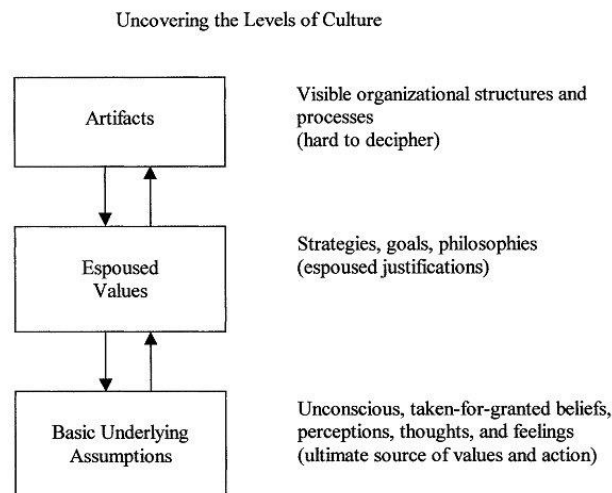 Uncovering the Levels of Culture
Artifacts
Visible organizational structures and
processes
(hard to decipher)
Espoused
Values
Strategies, goals, philosophies
(espoused justifications)
Basic Underlying
Assumptions
Unconscious, taken-for-granted beliefs,
perceptions, thoughts, and feelings
(ultimate source of values and action)